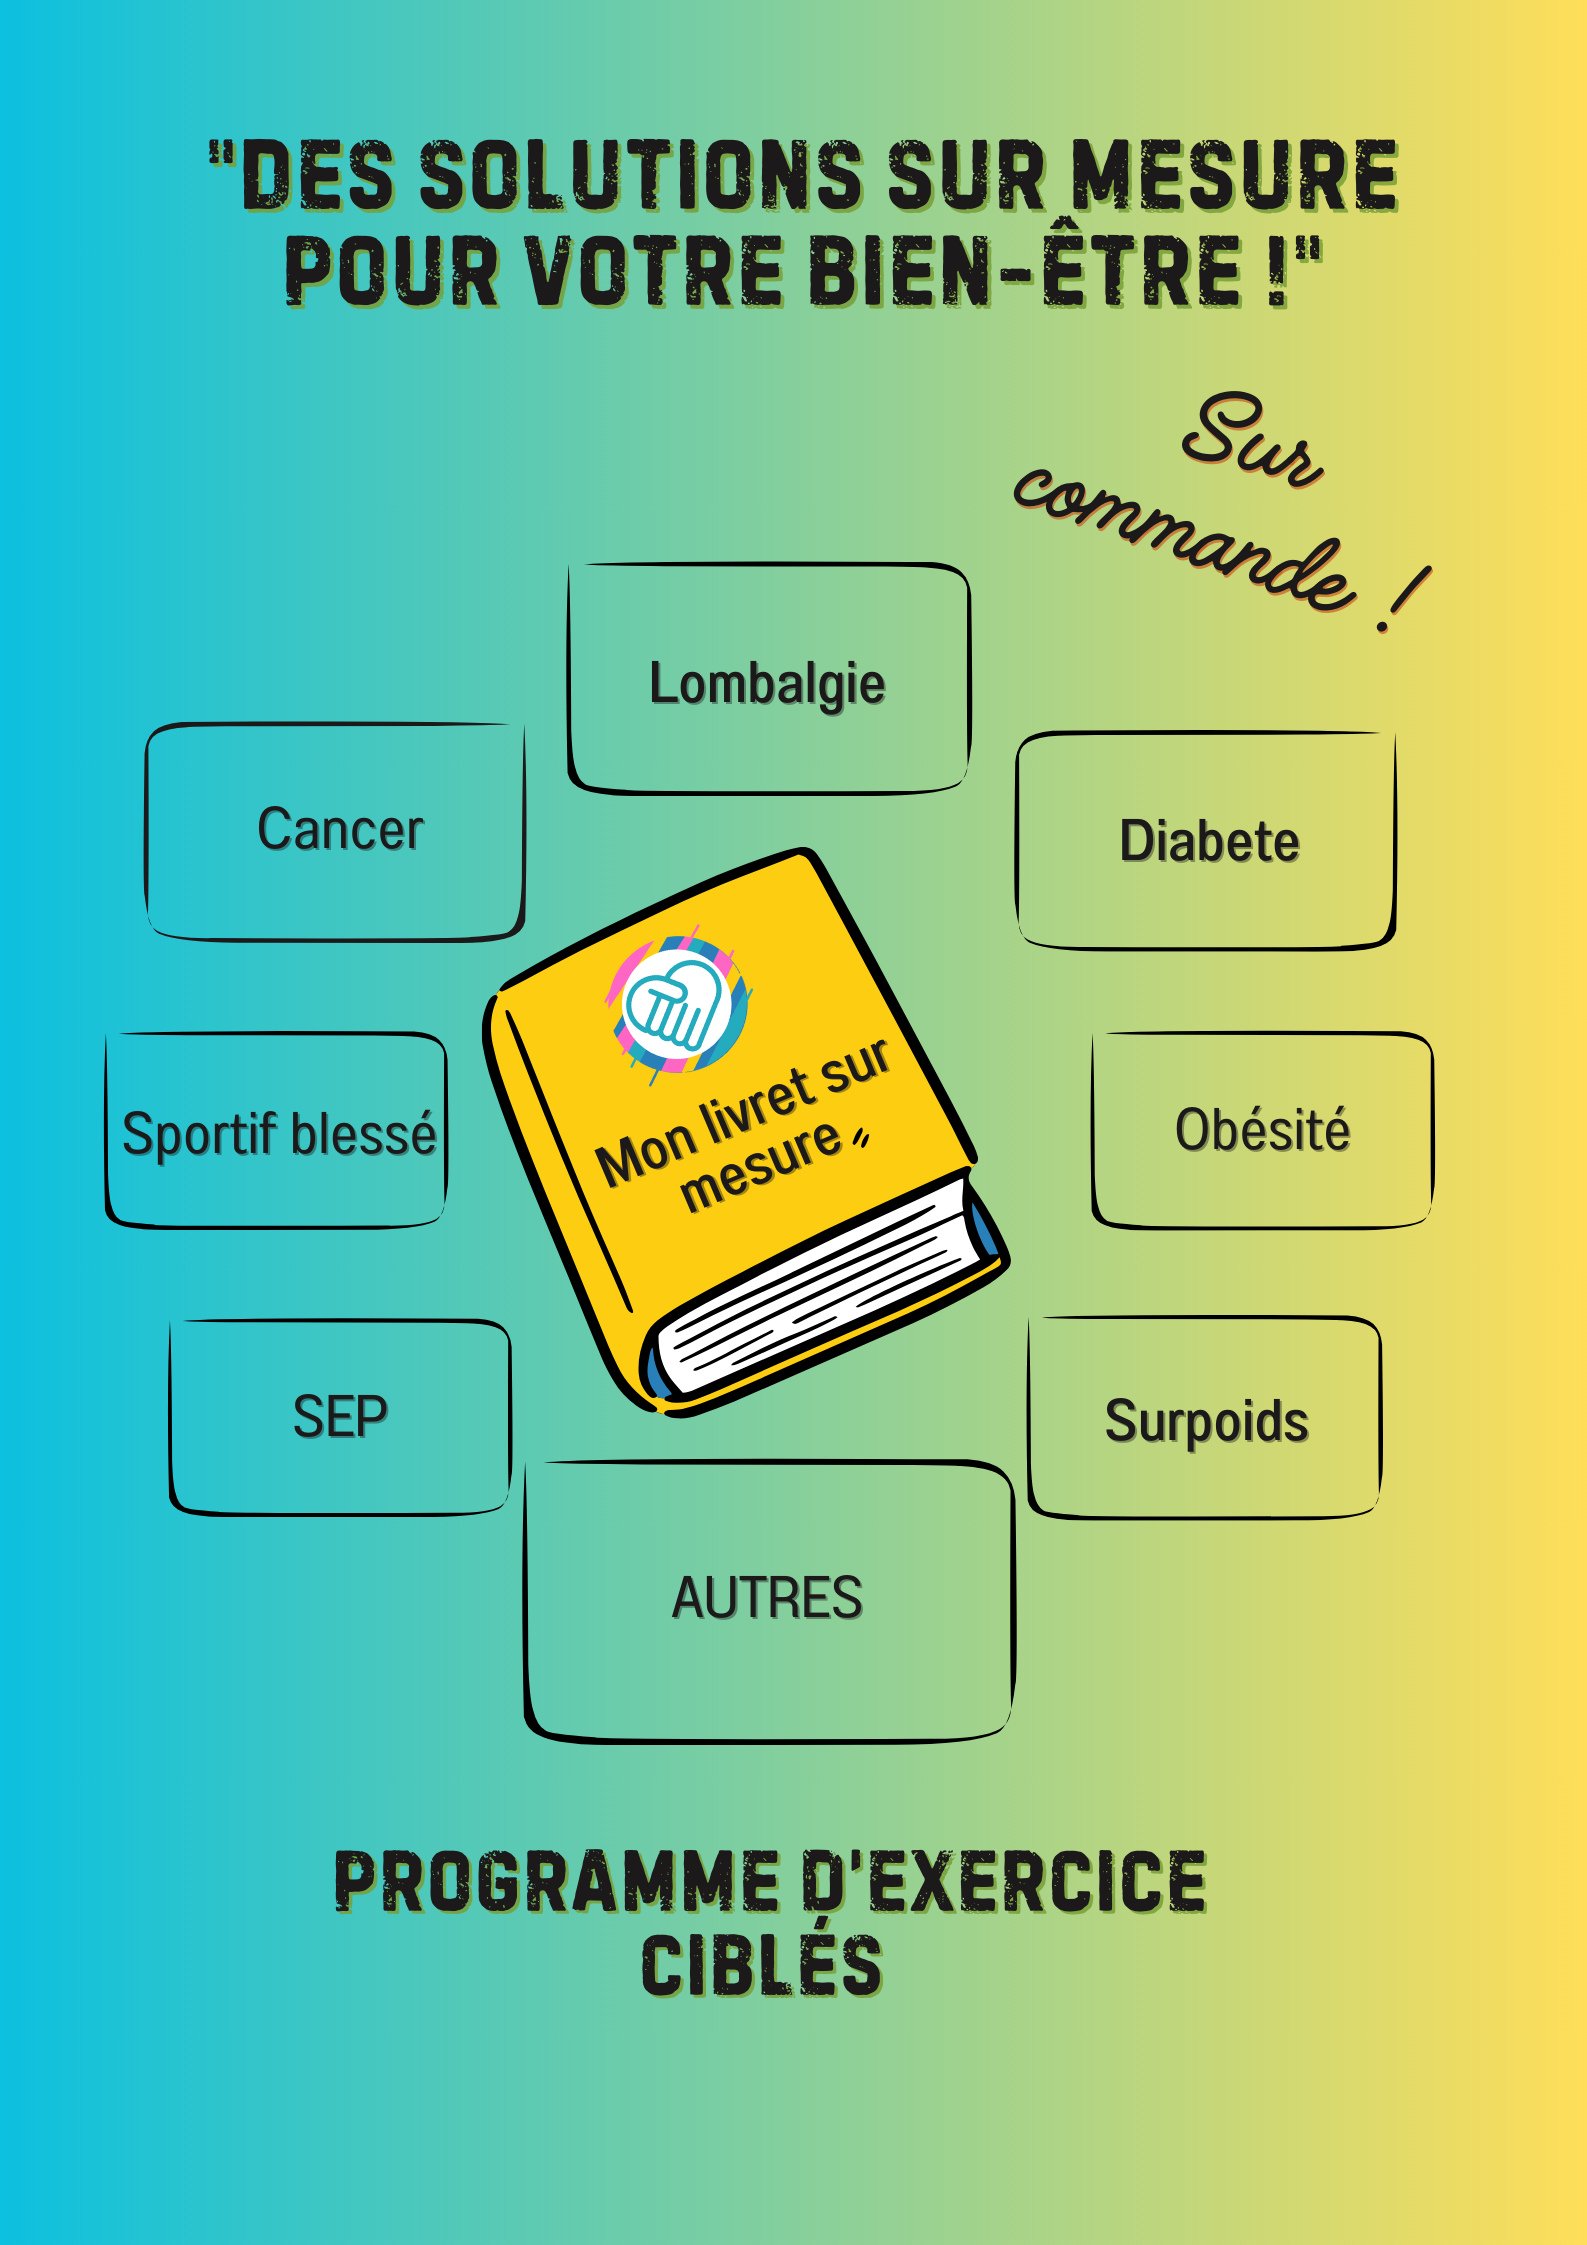 "DES SOLUTIONS SUR MESURE
POUR VOTRE BIEN-ÊTRE !"
Sur
commande !
Lombalgie
Cancer
Diabete
Mon livret sur
mesure
Sportif blessé
Obésité
SEP
Surpoids
AUTRES
PROGRAMME D'EXERCICE
CIBLÉS